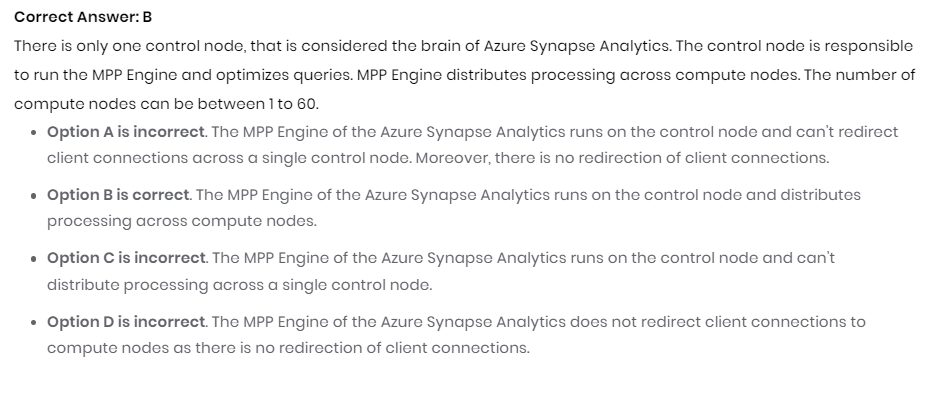 Correct Answer: B
There is only one control node, that is considered the brain of Azure Synapse Analytics. The control node is responsible
to run the MPP Engine and optimizes queries. MPP Engine distributes processing across compute nodes. The number of
compute nodes can be between 1 to 60.
• Option A is incorrect. The MPP Engine of the Azure Synapse Analytics runs on the control node and can't redirect
client connections across a single control node. Moreover, there is no redirection of client connections.
• Option B is correct. The MPP Engine of the Azure Synapse Analytics runs on the control node and distributes
processing across compute nodes.
• Option C is incorrect. The MPP Engine of the Azure Synapse Analytics runs on the control node and can't
distribute processing across a single control node.
• Option D is incorrect. The MPP Engine of the Azure Synapse Analytics does not redirect client connections to
compute nodes as there is no redirection of client connections.